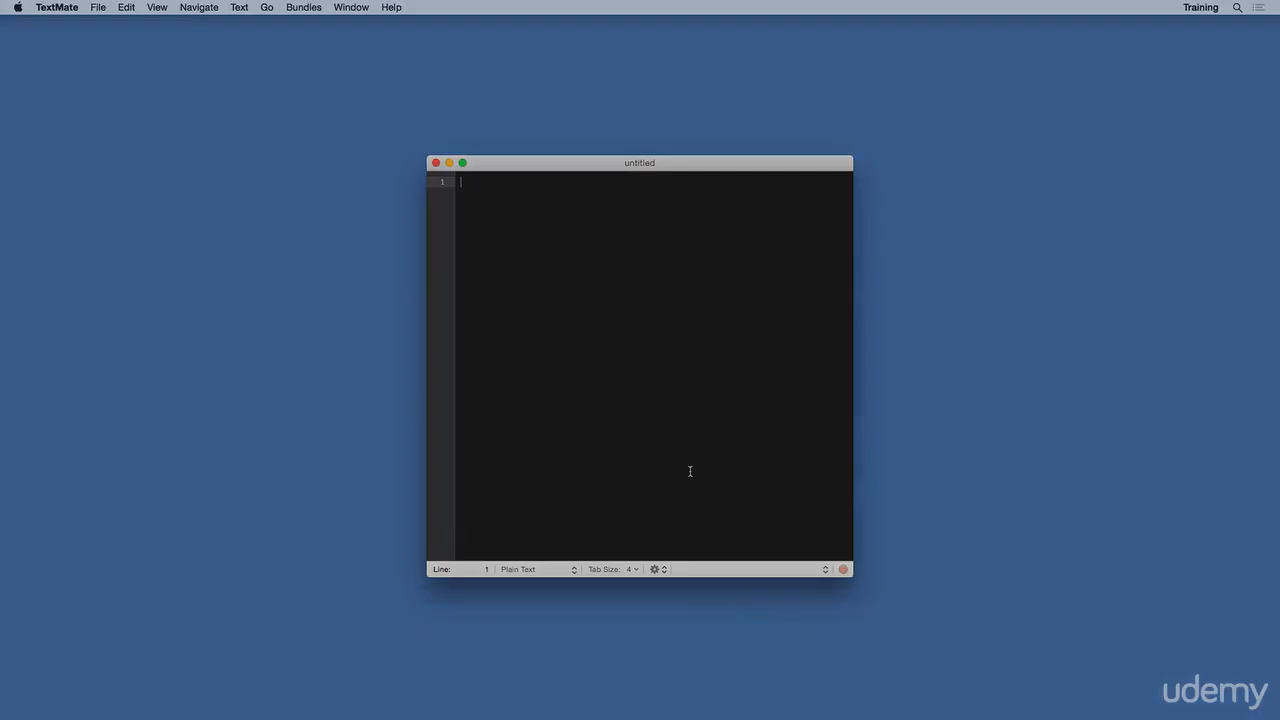 TextMate File Edit View Navigate Text Go Bundles Window Help Training
untitled
1
Line: 1 Plain Text Tab Size: 4
udemy